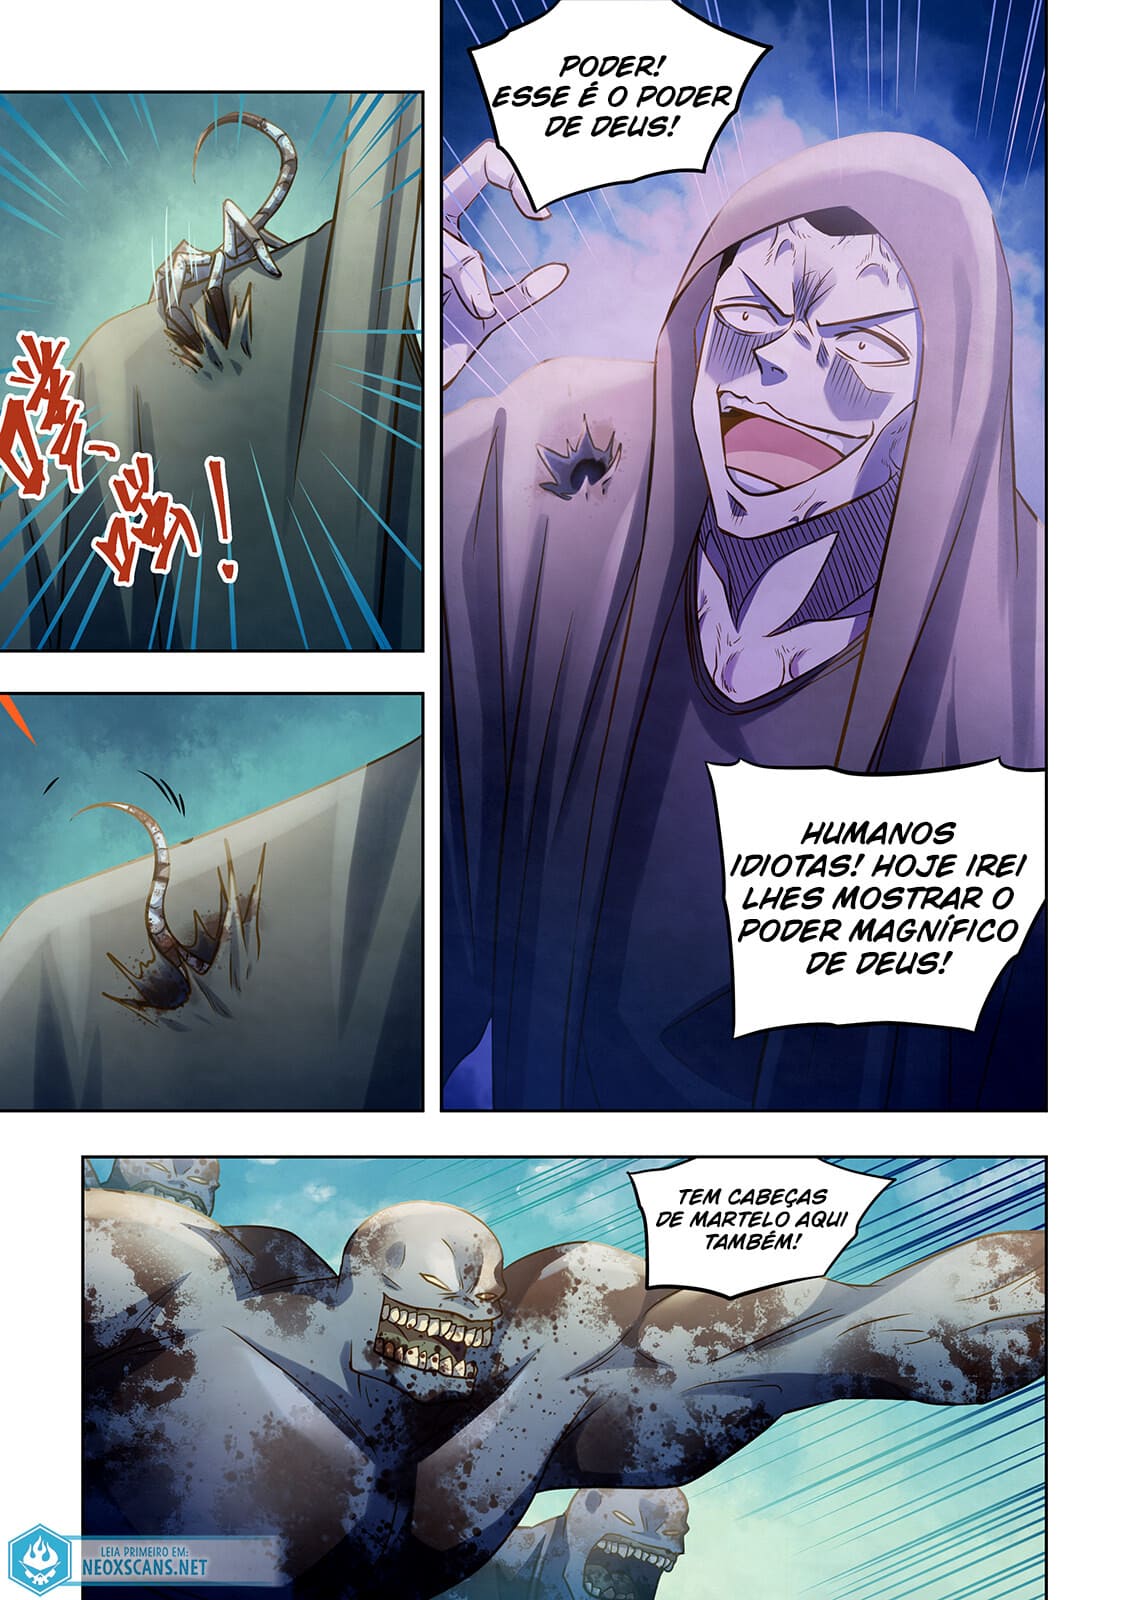 PODER!
ESSE É O PODER
DE DEUS!
HUMANOS
IDIOTAS! HOJE IREI
LHES MOSTRAR O
PODER MAGNÍFICO
DE DEUS!
TEM CABEÇAS
DE MARTELO AQUI
TAMBÉM!
LEIA PRIMEIRO EM:
NEOXSCANS.NET